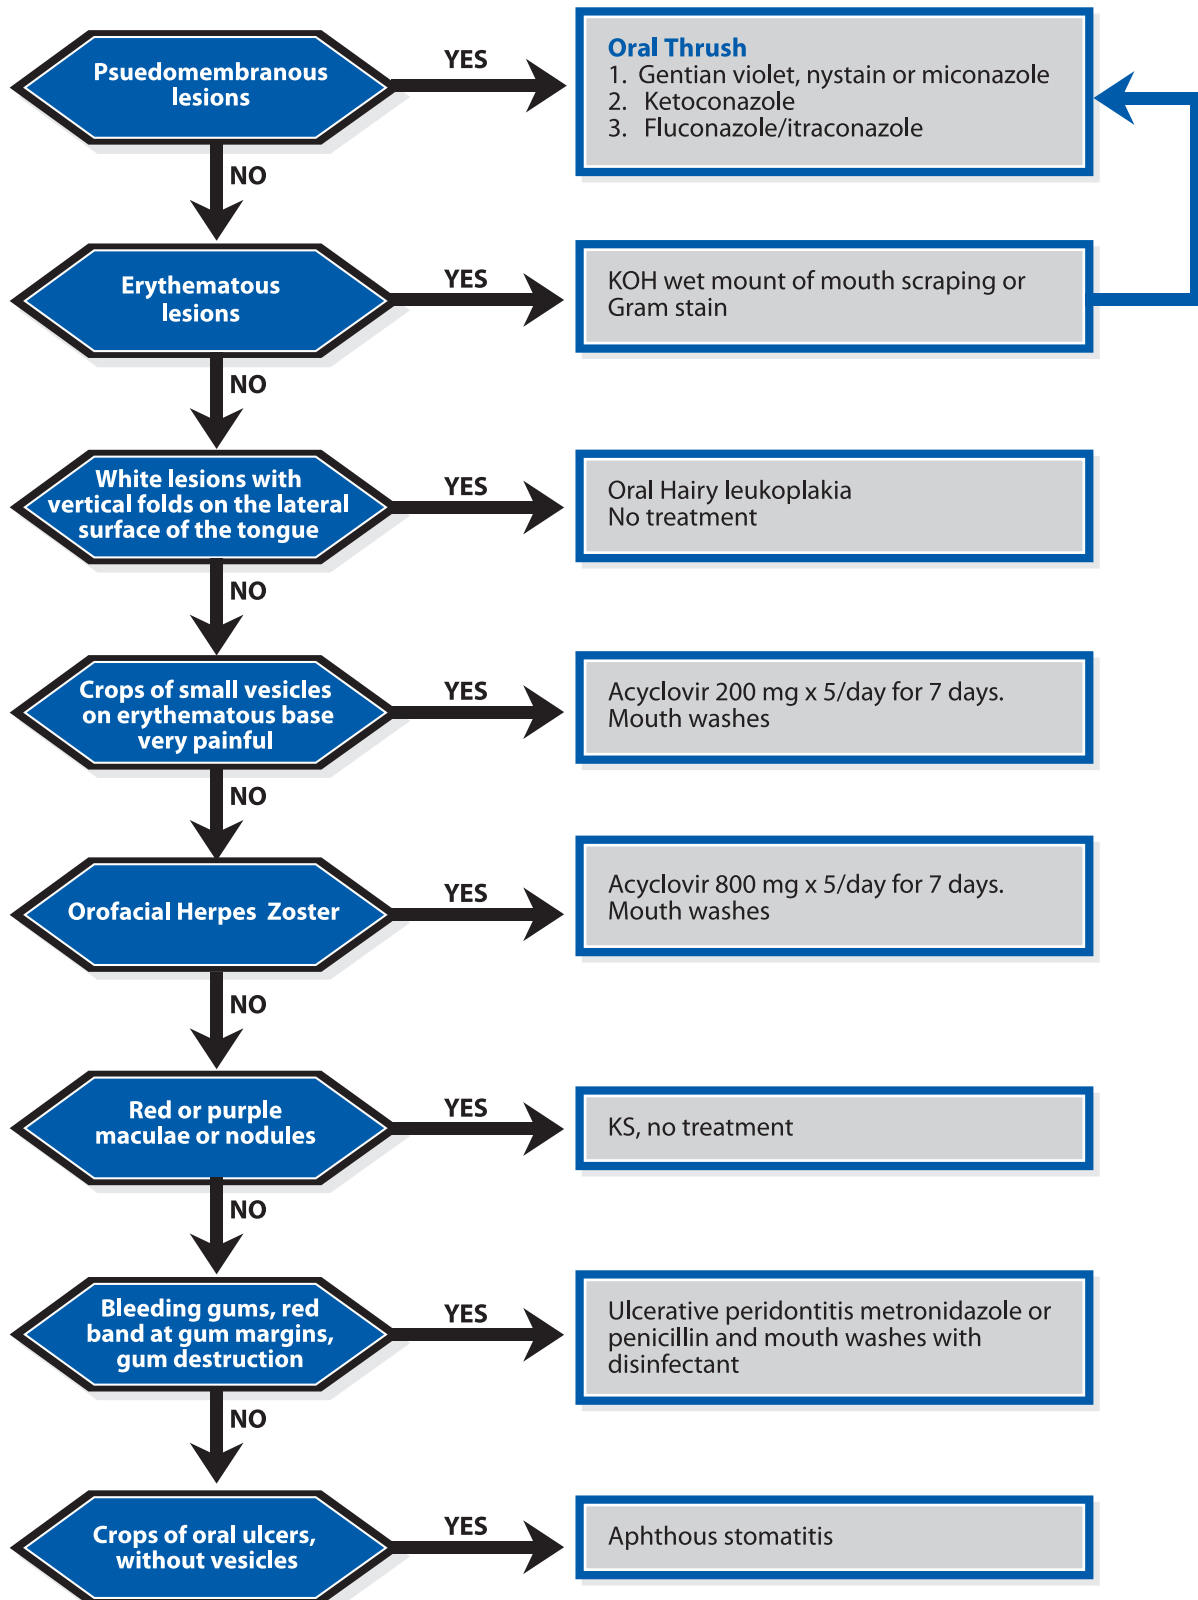 Psuedomembranous
lesions
YES
Oral Thrush
1. Gentian violet, nystain or miconazole
2. Ketoconazole
3. Fluconazole/itraconazole
NO
Erythematous
lesions
YES
KOH wet mount of mouth scraping or
Gram stain
NO
White lesions with
vertical folds on the lateral
surface of the tongue
YES
Oral Hairy leukoplakia
No treatment
NO
Crops of small vesicles
on erythematous base
very painful
YES
Acyclovir 200 mg x 5/day for 7 days.
Mouth washes
NO
Orofacial Herpes Zoster
YES
Acyclovir 800 mg x 5/day for 7 days.
Mouth washes
NO
Red or purple
maculae or nodules
YES
KS, no treatment
NO
Bleeding gums, red
band at gum margins,
gum destruction
YES
Ulcerative peridontitis metronidazole or
penicillin and mouth washes with
disinfectant
NO
Crops of oral ulcers,
without vesicles
YES
Aphthous stomatitis